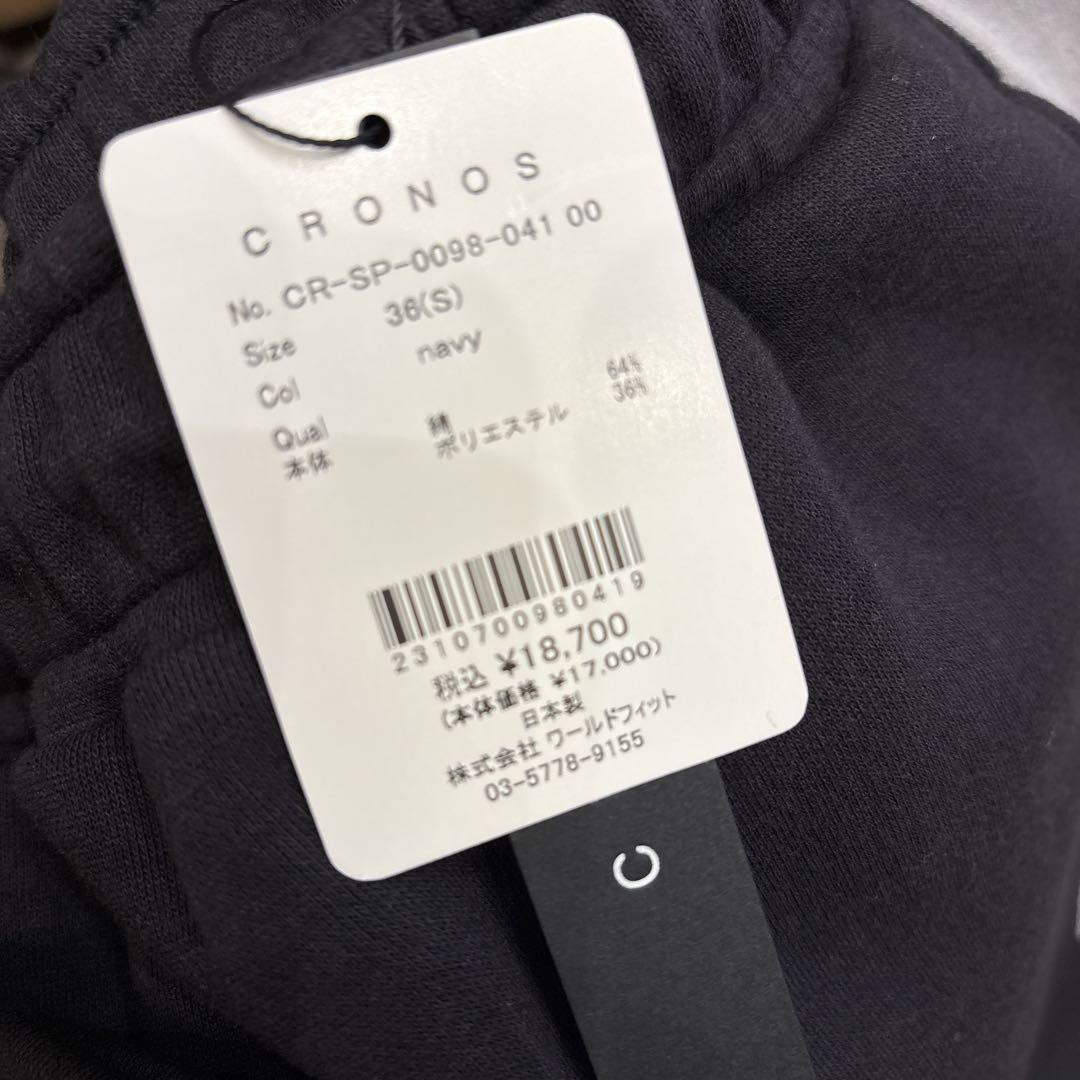 CRONOS
No. CR-SP-0098-041 00
Size 36(S)
Col navy
Qual 綿 64%
本体 ポリエステル 36%
2310700980419
税込 ¥18,700
(本体価格 ¥17,000)
日本製
株式会社 ワールドフィット
03-5778-9155
C